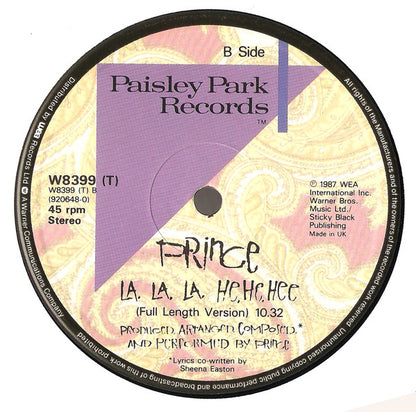 B Side
Paisley Park
Records
™
W8399 (T)
W8399 (T) B
(920648-0)
45 rpm
Stereo
℗ 1987 WEA
International Inc.
Warner Bros.
Music Ltd./
Sticky Black
Publishing
Made in UK
PRINCE
LA, LA, LA, HE, HE, HEE
(Full Length Version) 10.32
PRODUCED, ARRANGED, COMPOSED,*
AND PERFORMED BY PRINCE
*Lyrics co-written by
Sheena Easton
All rights of the Manufacturers and of the owner of the recorded work reserved
Unauthorised copying public performance and broadcasting of this record prohibited
Distributed by WEA Records Ltd
A Warner Communications Company